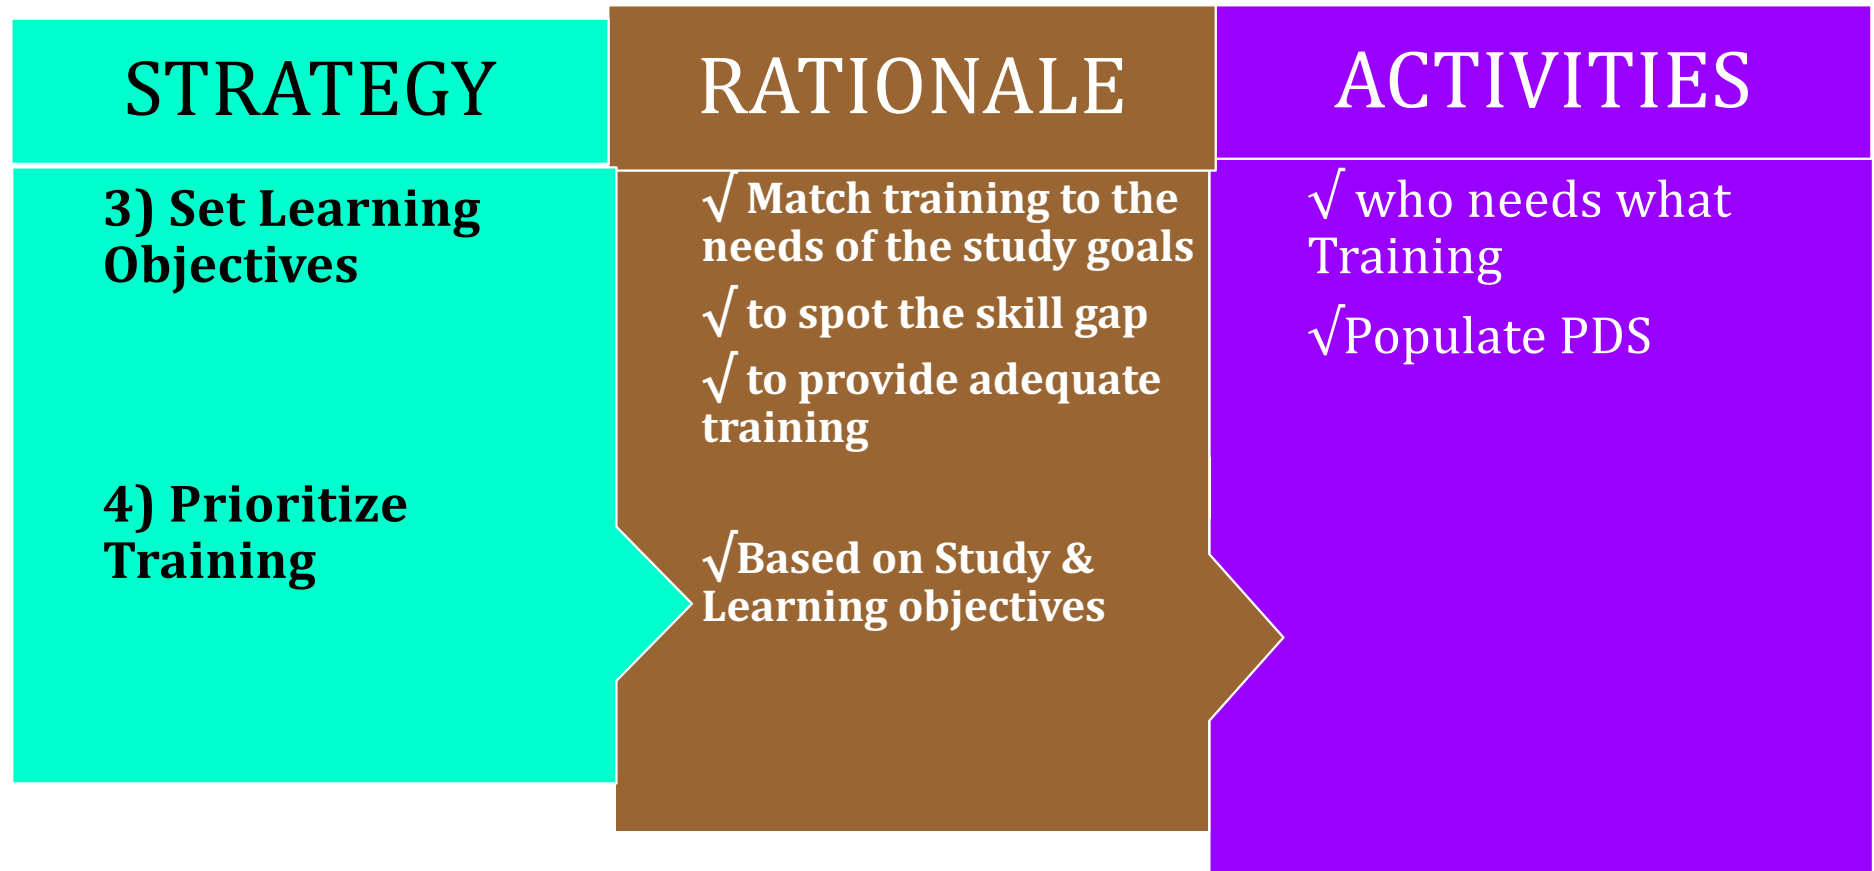 STRATEGY
RATIONALE
ACTIVITIES
3) Set Learning
Objectives
4) Prioritize
Training
√ Match training to the
needs of the study goals
√ to spot the skill gap
√ to provide adequate
training
√Based on Study &
Learning objectives
√ who needs what
Training
√Populate PDS